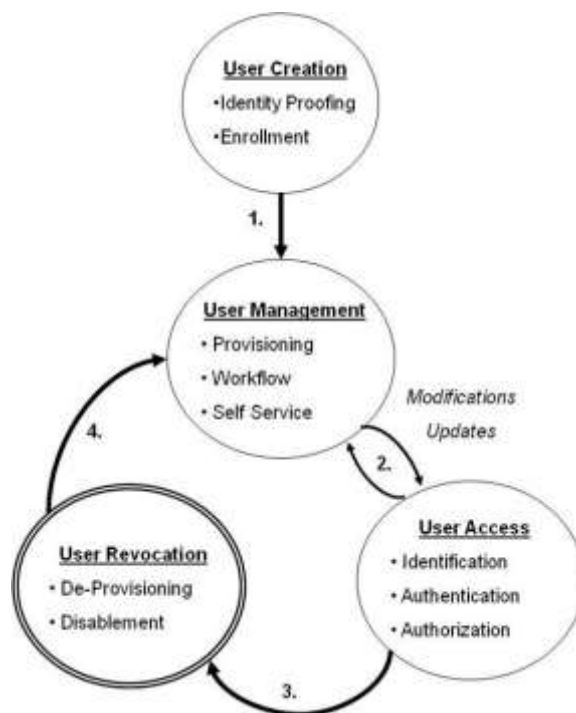 User Creation
•Identity Proofing
•Enrollment
1.
User Management
• Provisioning
• Workflow
• Self Service
Modifications
Updates
4.
2.
User Access
• Identification
• Authentication
• Authorization
User Revocation
• De-Provisioning
• Disablement
3.